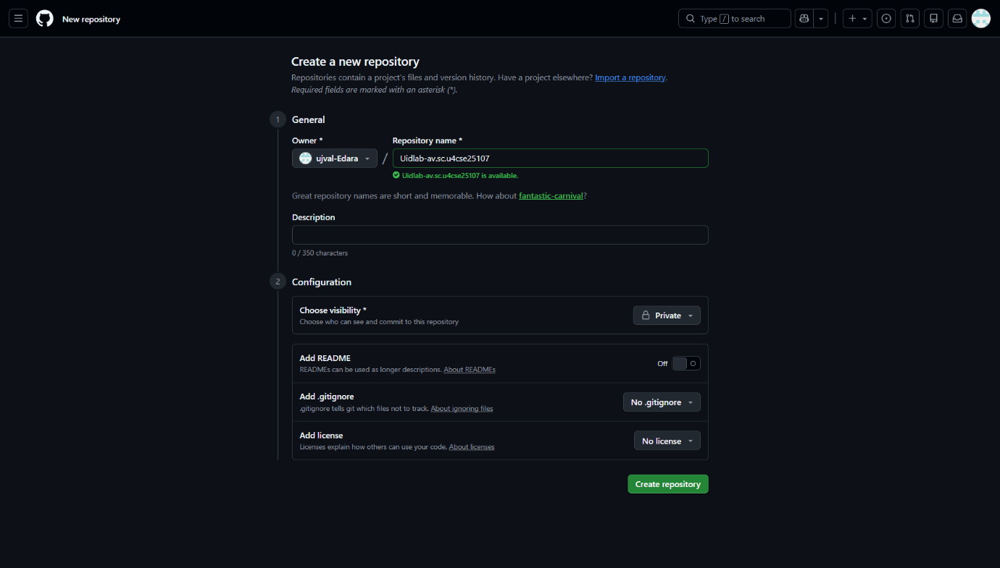 New repository
Type / to search
Create a new repository
Repositories contain a project's files and version history. Have a project elsewhere? Import a repository.
Required fields are marked with an asterisk (*).
1 General
Owner * Repository name *
ujval-Edara / Uidlab-av.sc.u4cse25107
Uidlab-av.sc.u4cse25107 is available.
Great repository names are short and memorable. How about fantastic-carnival?
Description
0 / 350 characters
2 Configuration
Choose visibility *
Choose who can see and commit to this repository
Private
Add README
READMEs can be used as longer descriptions. About READMEs
Off
Add .gitignore
.gitignore tells git which files not to track. About ignoring files
No .gitignore
Add license
Licenses explain how others can use your code. About licenses
No license
Create repository